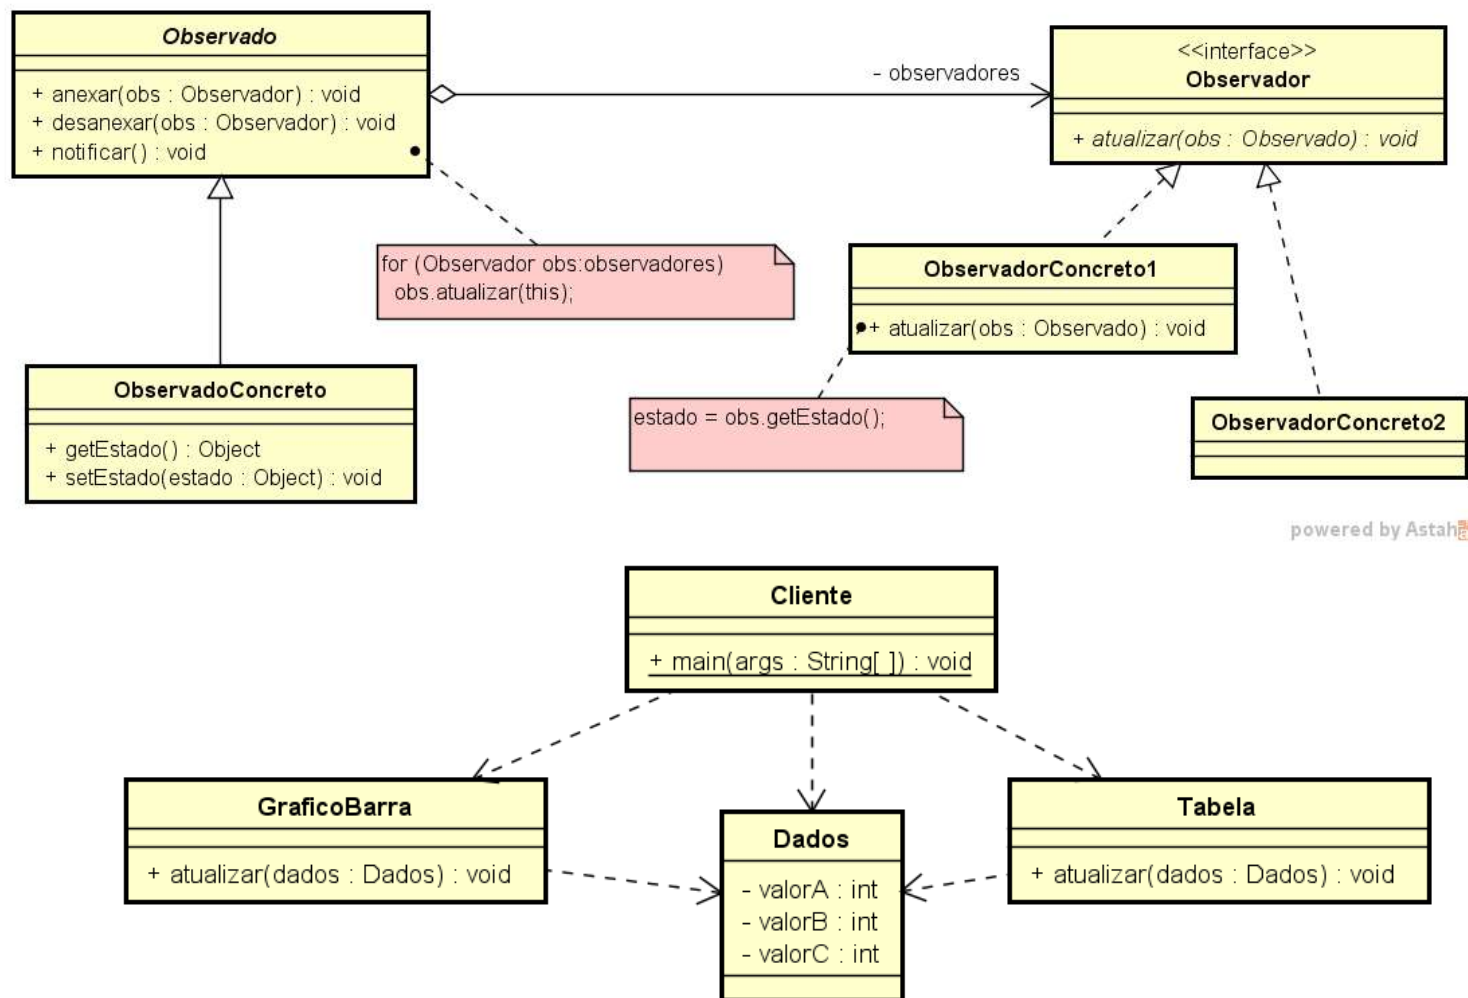 Observado
+ anexar(obs : Observador) : void
+ desanexar(obs : Observador) : void
+ notificar() : void
- observadores
<<interface>>
Observador
+ atualizar(obs : Observado) : void
for (Observador obs:observadores)
obs.atualizar(this);
ObservadorConcreto1
+ atualizar(obs : Observado) : void
ObservadoConcreto
+ getEstado() : Object
+ setEstado(estado : Object) : void
estado = obs.getEstado();
ObservadorConcreto2
powered by Astah
Cliente
+ main(args : String[ ]) : void
GraficoBarra
+ atualizar(dados : Dados) : void
Dados
- valorA : int
- valorB : int
- valorC : int
Tabela
+ atualizar(dados : Dados) : void